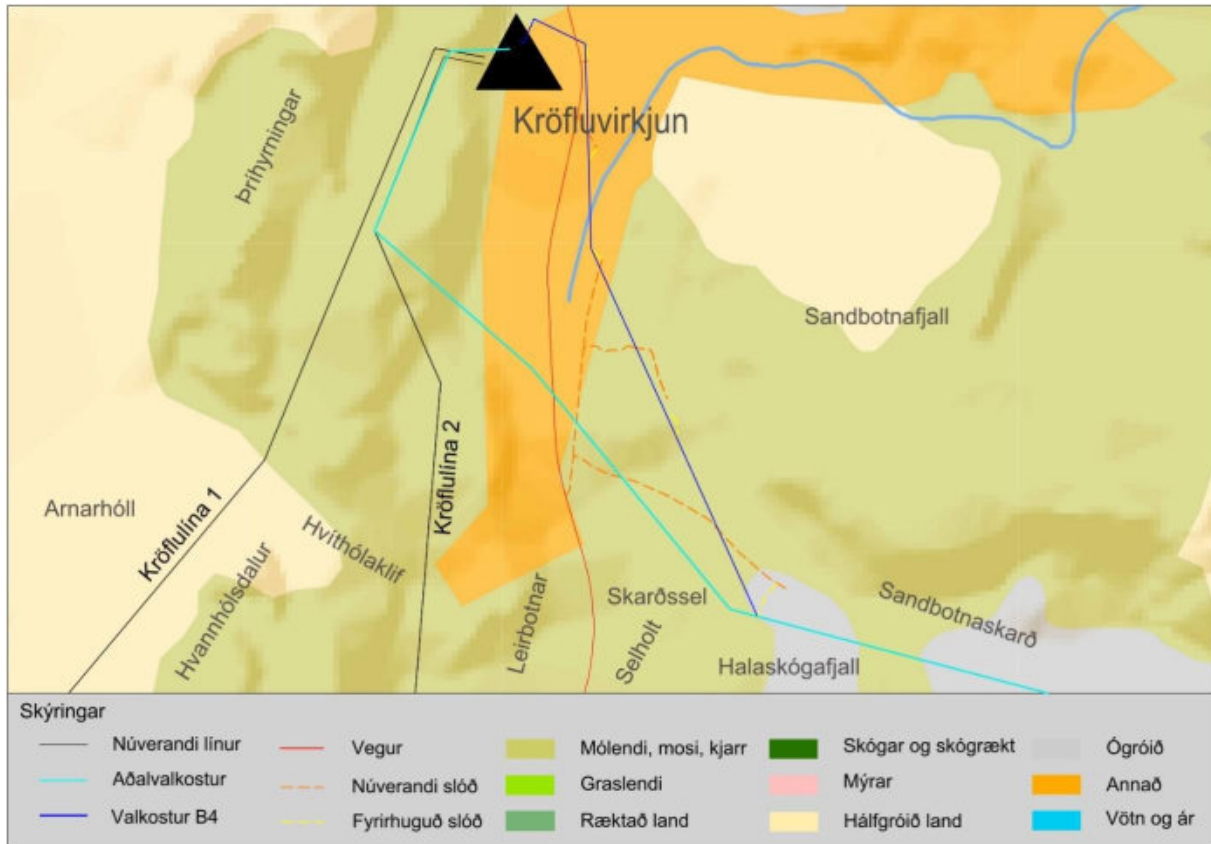 Þríhyrningar
Kröfluvirkjun
Sandbotnafjall
Arnarhóll
Kröflulína 1
Kröflulína 2
Hvithólaklif
Hvannhólsdalur
Leirbotnar
Skarðssel
Selholt
Sandbotnaskarð
Halaskógafjall
Skýringar
Núverandi línur
Vegur
Mólendi, mosi, kjarr
Skógar og skógrækt
Ógróið
Aðalvalkostur
Núverandi slóð
Graslendi
Mýrar
Annað
Valkostur B4
Fyrirhuguð slóð
Ræktað land
Hálfgróið land
Vötn og ár